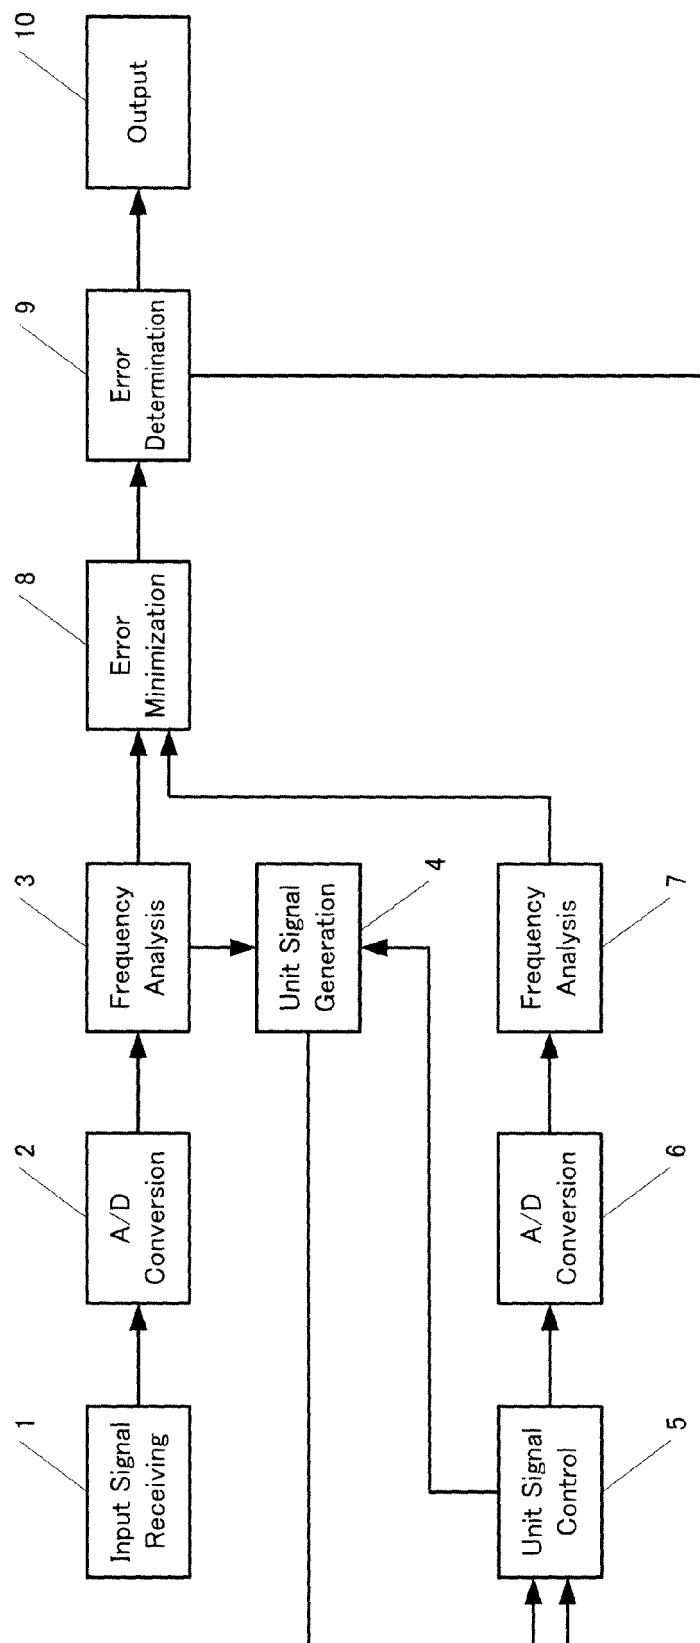 1
Input Signal
Receiving
2
A/D
Conversion
3
Frequency
Analysis
8
Error
Minimization
9
Error
Determination
10
Output
Unit Signal
Generation
4
Unit Signal
Control
5
A/D
Conversion
6
Frequency
Analysis
7